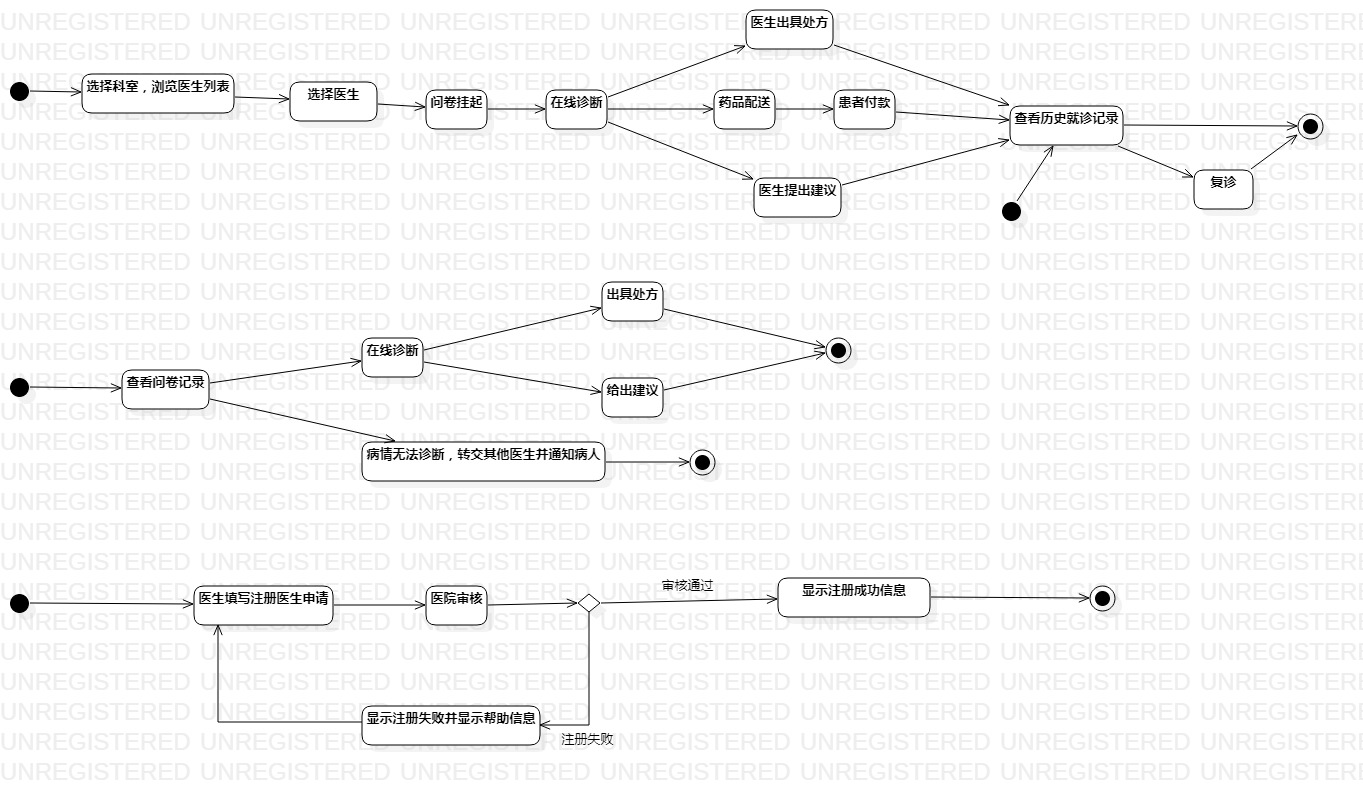 医生出具处方
选择科室，浏览医生列表
选择医生
问卷挂起
在线诊断
药品配送
患者付款
查看历史就诊记录
医生提出建议
复诊
出具处方
在线诊断
查看问卷记录
给出建议
病情无法诊断，转交其他医生并通知病人
审核通过
医生填写注册医生申请
医院审核
显示注册成功信息
显示注册失败并显示帮助信息
注册失败
UNREGISTERED